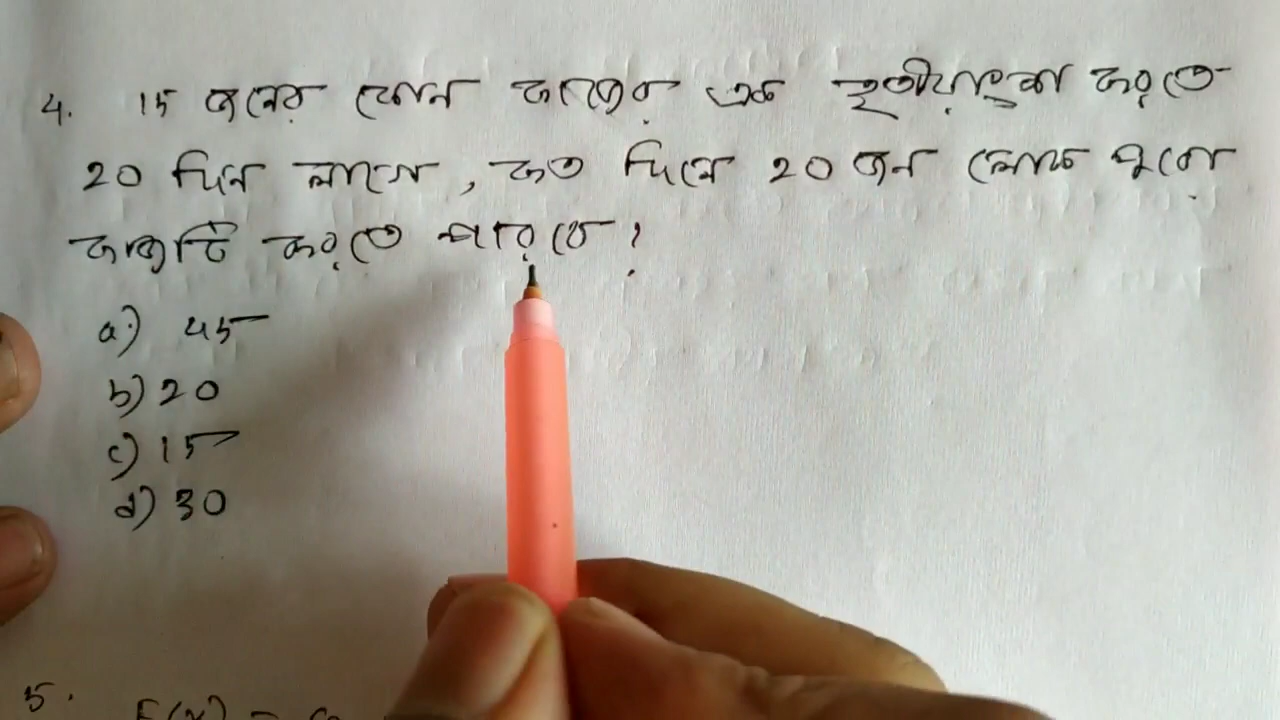 4. 15 জনের কোন কাজের এক তৃতীয়াংশ করতে
20 দিন লাগে, কত দিনে 20 জন লোক পুরো
কাজটি করতে পারবে?
a) 45
b) 20
c) 15
d) 30
5.